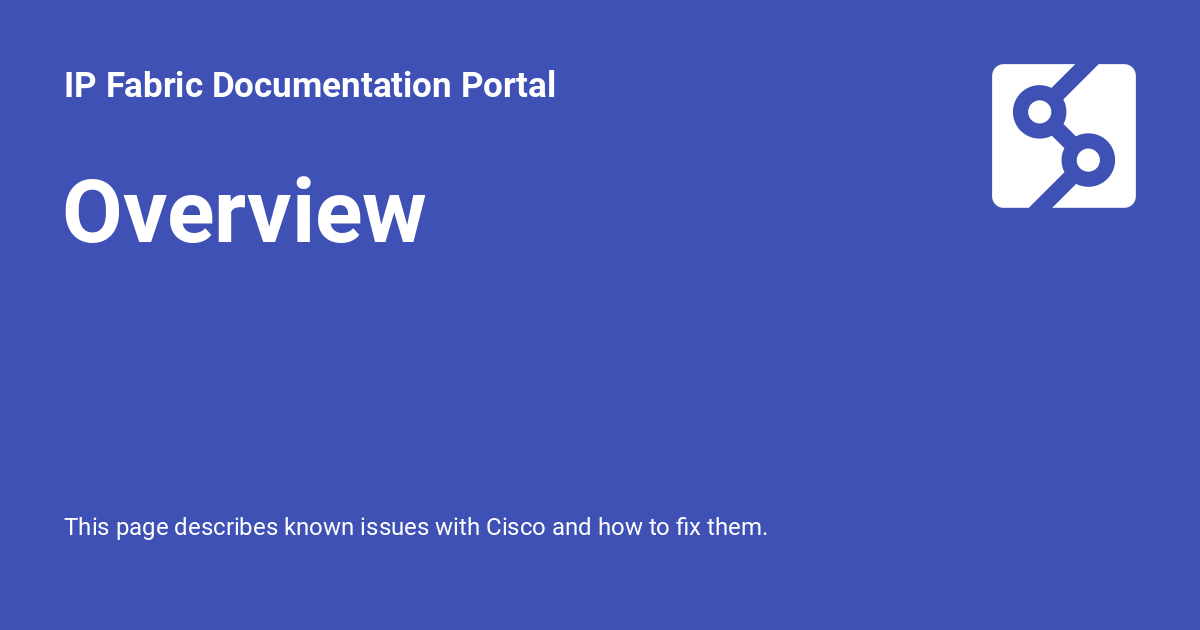 IP Fabric Documentation Portal
Overview
This page describes known issues with Cisco and how to fix them.